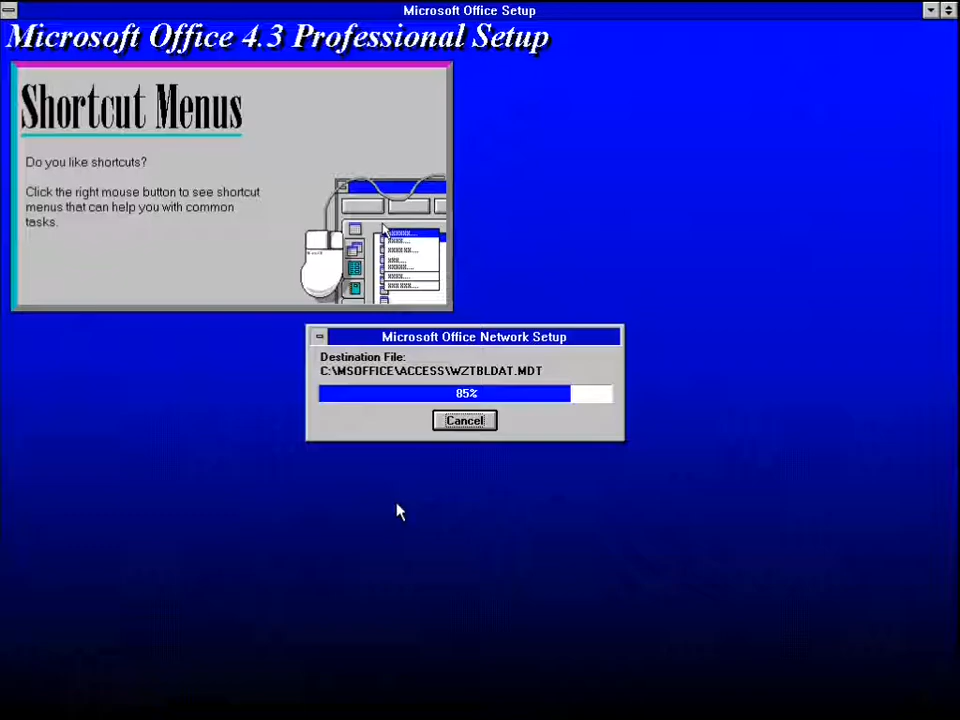 Microsoft Office Setup
Microsoft Office 4.3 Professional Setup
Shortcut Menus
Do you like shortcuts?
Click the right mouse button to see shortcut
menus that can help you with common
tasks.
Microsoft Office Network Setup
Destination File:
C:\MSOFFICE\ACCESS\WZTBLDAT.MDT
85%
Cancel